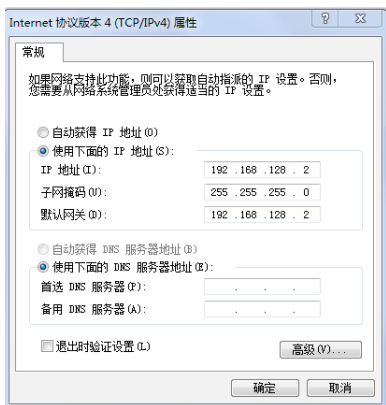 Internet 协议版本 4 (TCP/IPv4) 属性
常规
如果网络支持此功能，则可以获取自动指派的 IP 设置。否则，
您需要从网络系统管理员处获得适当的 IP 设置。
自动获得 IP 地址(O)
使用下面的 IP 地址(S):
IP 地址(I): 192 .168 .128 . 2
子网掩码(U): 255 .255 .255 . 0
默认网关(D): 192 .168 .128 . 2
自动获得 DNS 服务器地址(B)
使用下面的 DNS 服务器地址(E):
首选 DNS 服务器(P): . . .
备用 DNS 服务器(A): . . .
退出时验证设置(L)
高级(V)...
确定 取消